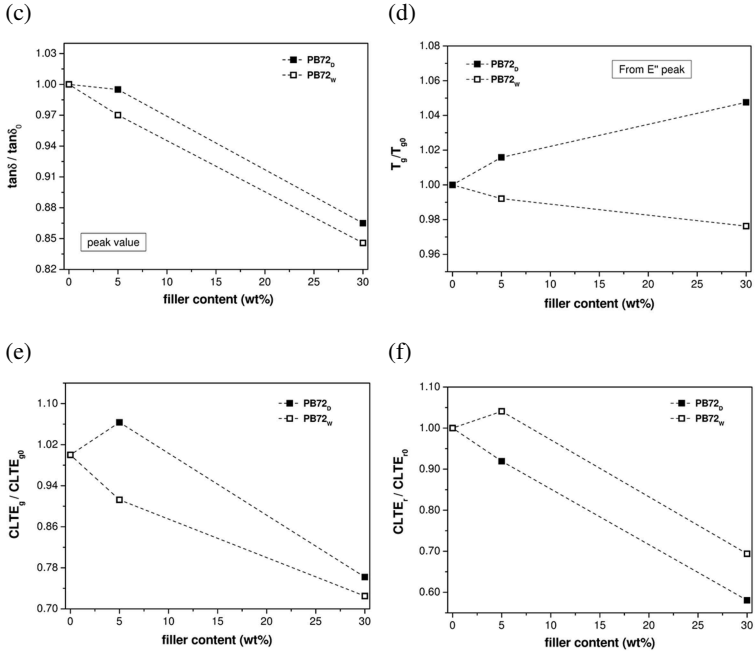 (c)
1.03
1.00
0.97
0.94
0.91
0.88
0.85
0.82
tanδ / tanδ0
PB72D
PB72W
peak value
0 5 10 15 20 25 30
filler content (wt%)
(d)
1.08
1.06
1.04
1.02
1.00
0.98
0.96
Tg/Tg0
PB72D
PB72W
From E" peak
0 5 10 15 20 25 30
filler content (wt%)
(e)
1.10
1.02
0.94
0.86
0.78
0.70
CLTEg / CLTEg0
PB72D
PB72W
0 5 10 15 20 25 30
filler content (wt%)
(f)
1.10
1.00
0.90
0.80
0.70
0.60
CLTEr / CLTEr0
PB72D
PB72W
0 5 10 15 20 25 30
filler content (wt%)